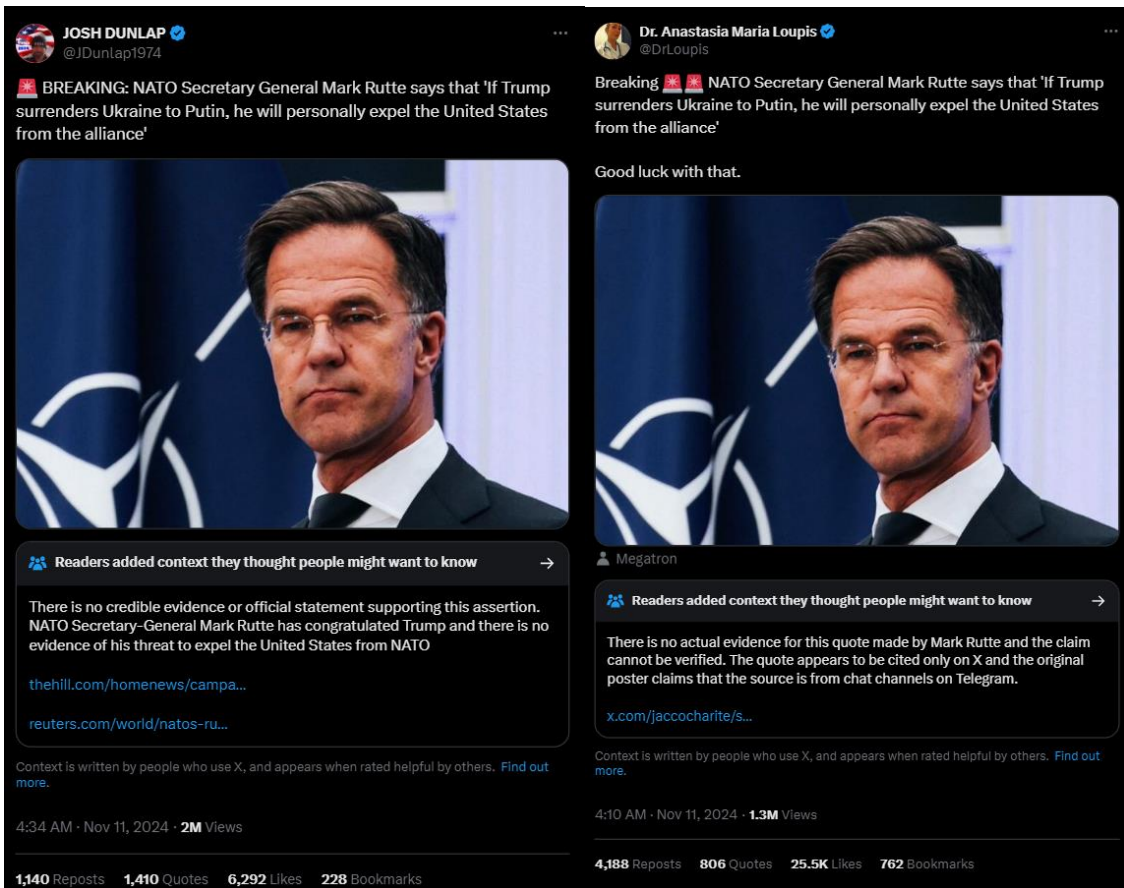 JOSH DUNLAP
@JDunlap1974
🚨 BREAKING: NATO Secretary General Mark Rutte says that 'If Trump
surrenders Ukraine to Putin, he will personally expel the United States
from the alliance'
Readers added context they thought people might want to know
There is no credible evidence or official statement supporting this assertion.
NATO Secretary-General Mark Rutte has congratulated Trump and there is no
evidence of his threat to expel the United States from NATO
thehill.com/homenews/campa...
reuters.com/world/natos-ru...
Context is written by people who use X, and appears when rated helpful by others. Find out
more.
4:34 AM · Nov 11, 2024 · 2M Views
1,140 Reposts 1,410 Quotes 6,292 Likes 228 Bookmarks
Dr. Anastasia Maria Loupis
@DrLoupis
Breaking 🚨🚨 NATO Secretary General Mark Rutte says that 'If Trump
surrenders Ukraine to Putin, he will personally expel the United States
from the alliance'
Good luck with that.
Megatron
Readers added context they thought people might want to know
There is no actual evidence for this quote made by Mark Rutte and the claim
cannot be verified. The quote appears to be cited only on X and the original
poster claims that the source is from chat channels on Telegram.
x.com/jaccocharite/s...
Context is written by people who use X, and appears when rated helpful by others. Find out
more.
4:10 AM · Nov 11, 2024 · 1.3M Views
4,188 Reposts 806 Quotes 25.5K Likes 762 Bookmarks